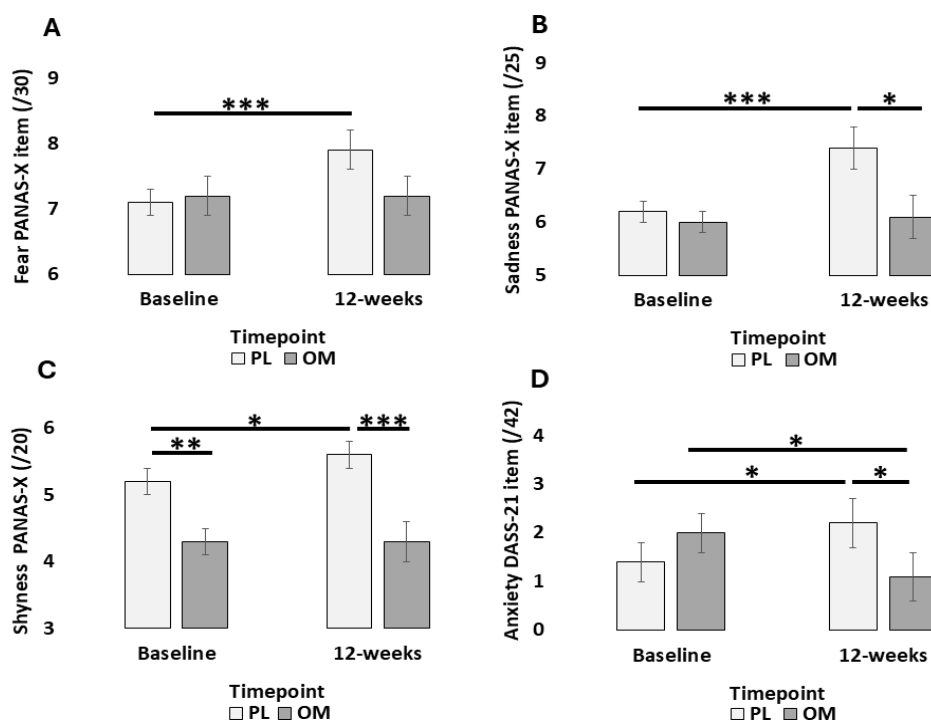 A
Fear PANAS-X item (/30)
9
8
7
6
***
Baseline
12-weeks
Timepoint
PL OM
B
Sadness PANAS-X item (/25)
9
8
7
6
5
***
*
Baseline
12-weeks
Timepoint
PL OM
C
Shyness PANAS-X (/20)
6
5
4
3
**
*
***
Baseline
12-weeks
Timepoint
PL OM
D
Anxiety DASS-21 item (/42)
4
3
2
1
0
*
*
*
Baseline
12-weeks
Timepoint
PL OM